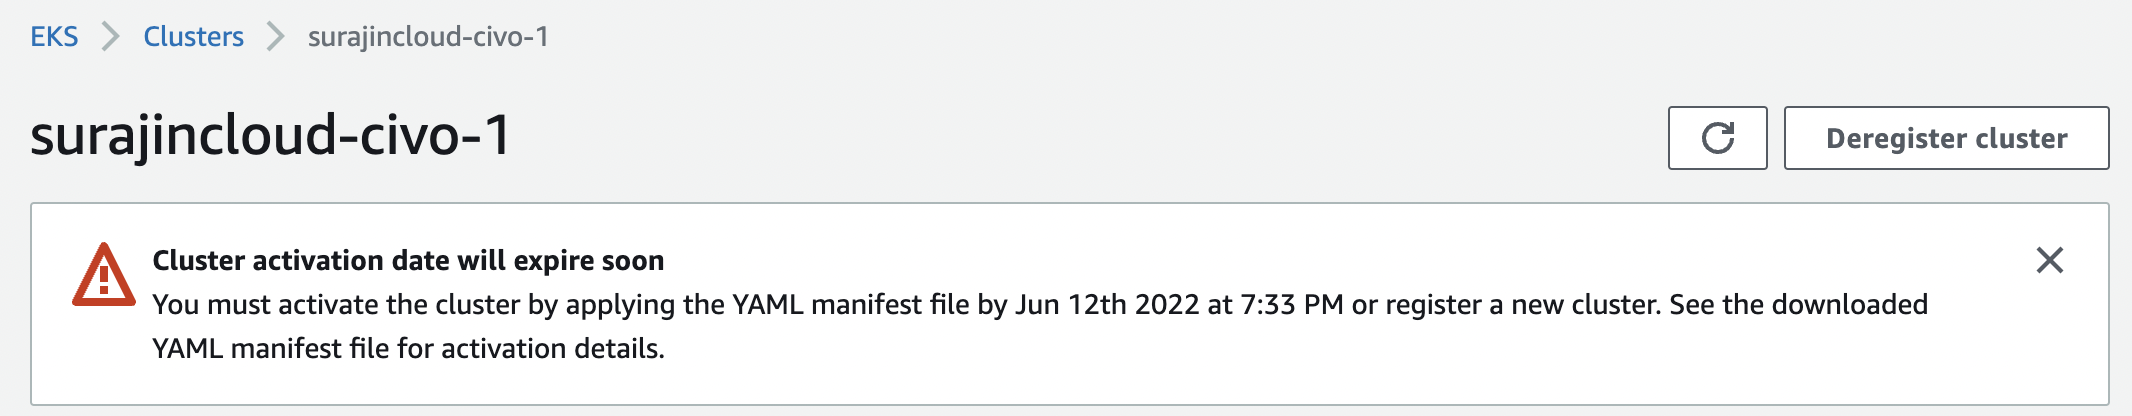 EKS > Clusters > surajincloud-civo-1
surajincloud-civo-1
Deregister cluster
Cluster activation date will expire soon
You must activate the cluster by applying the YAML manifest file by Jun 12th 2022 at 7:33 PM or register a new cluster. See the downloaded
YAML manifest file for activation details.